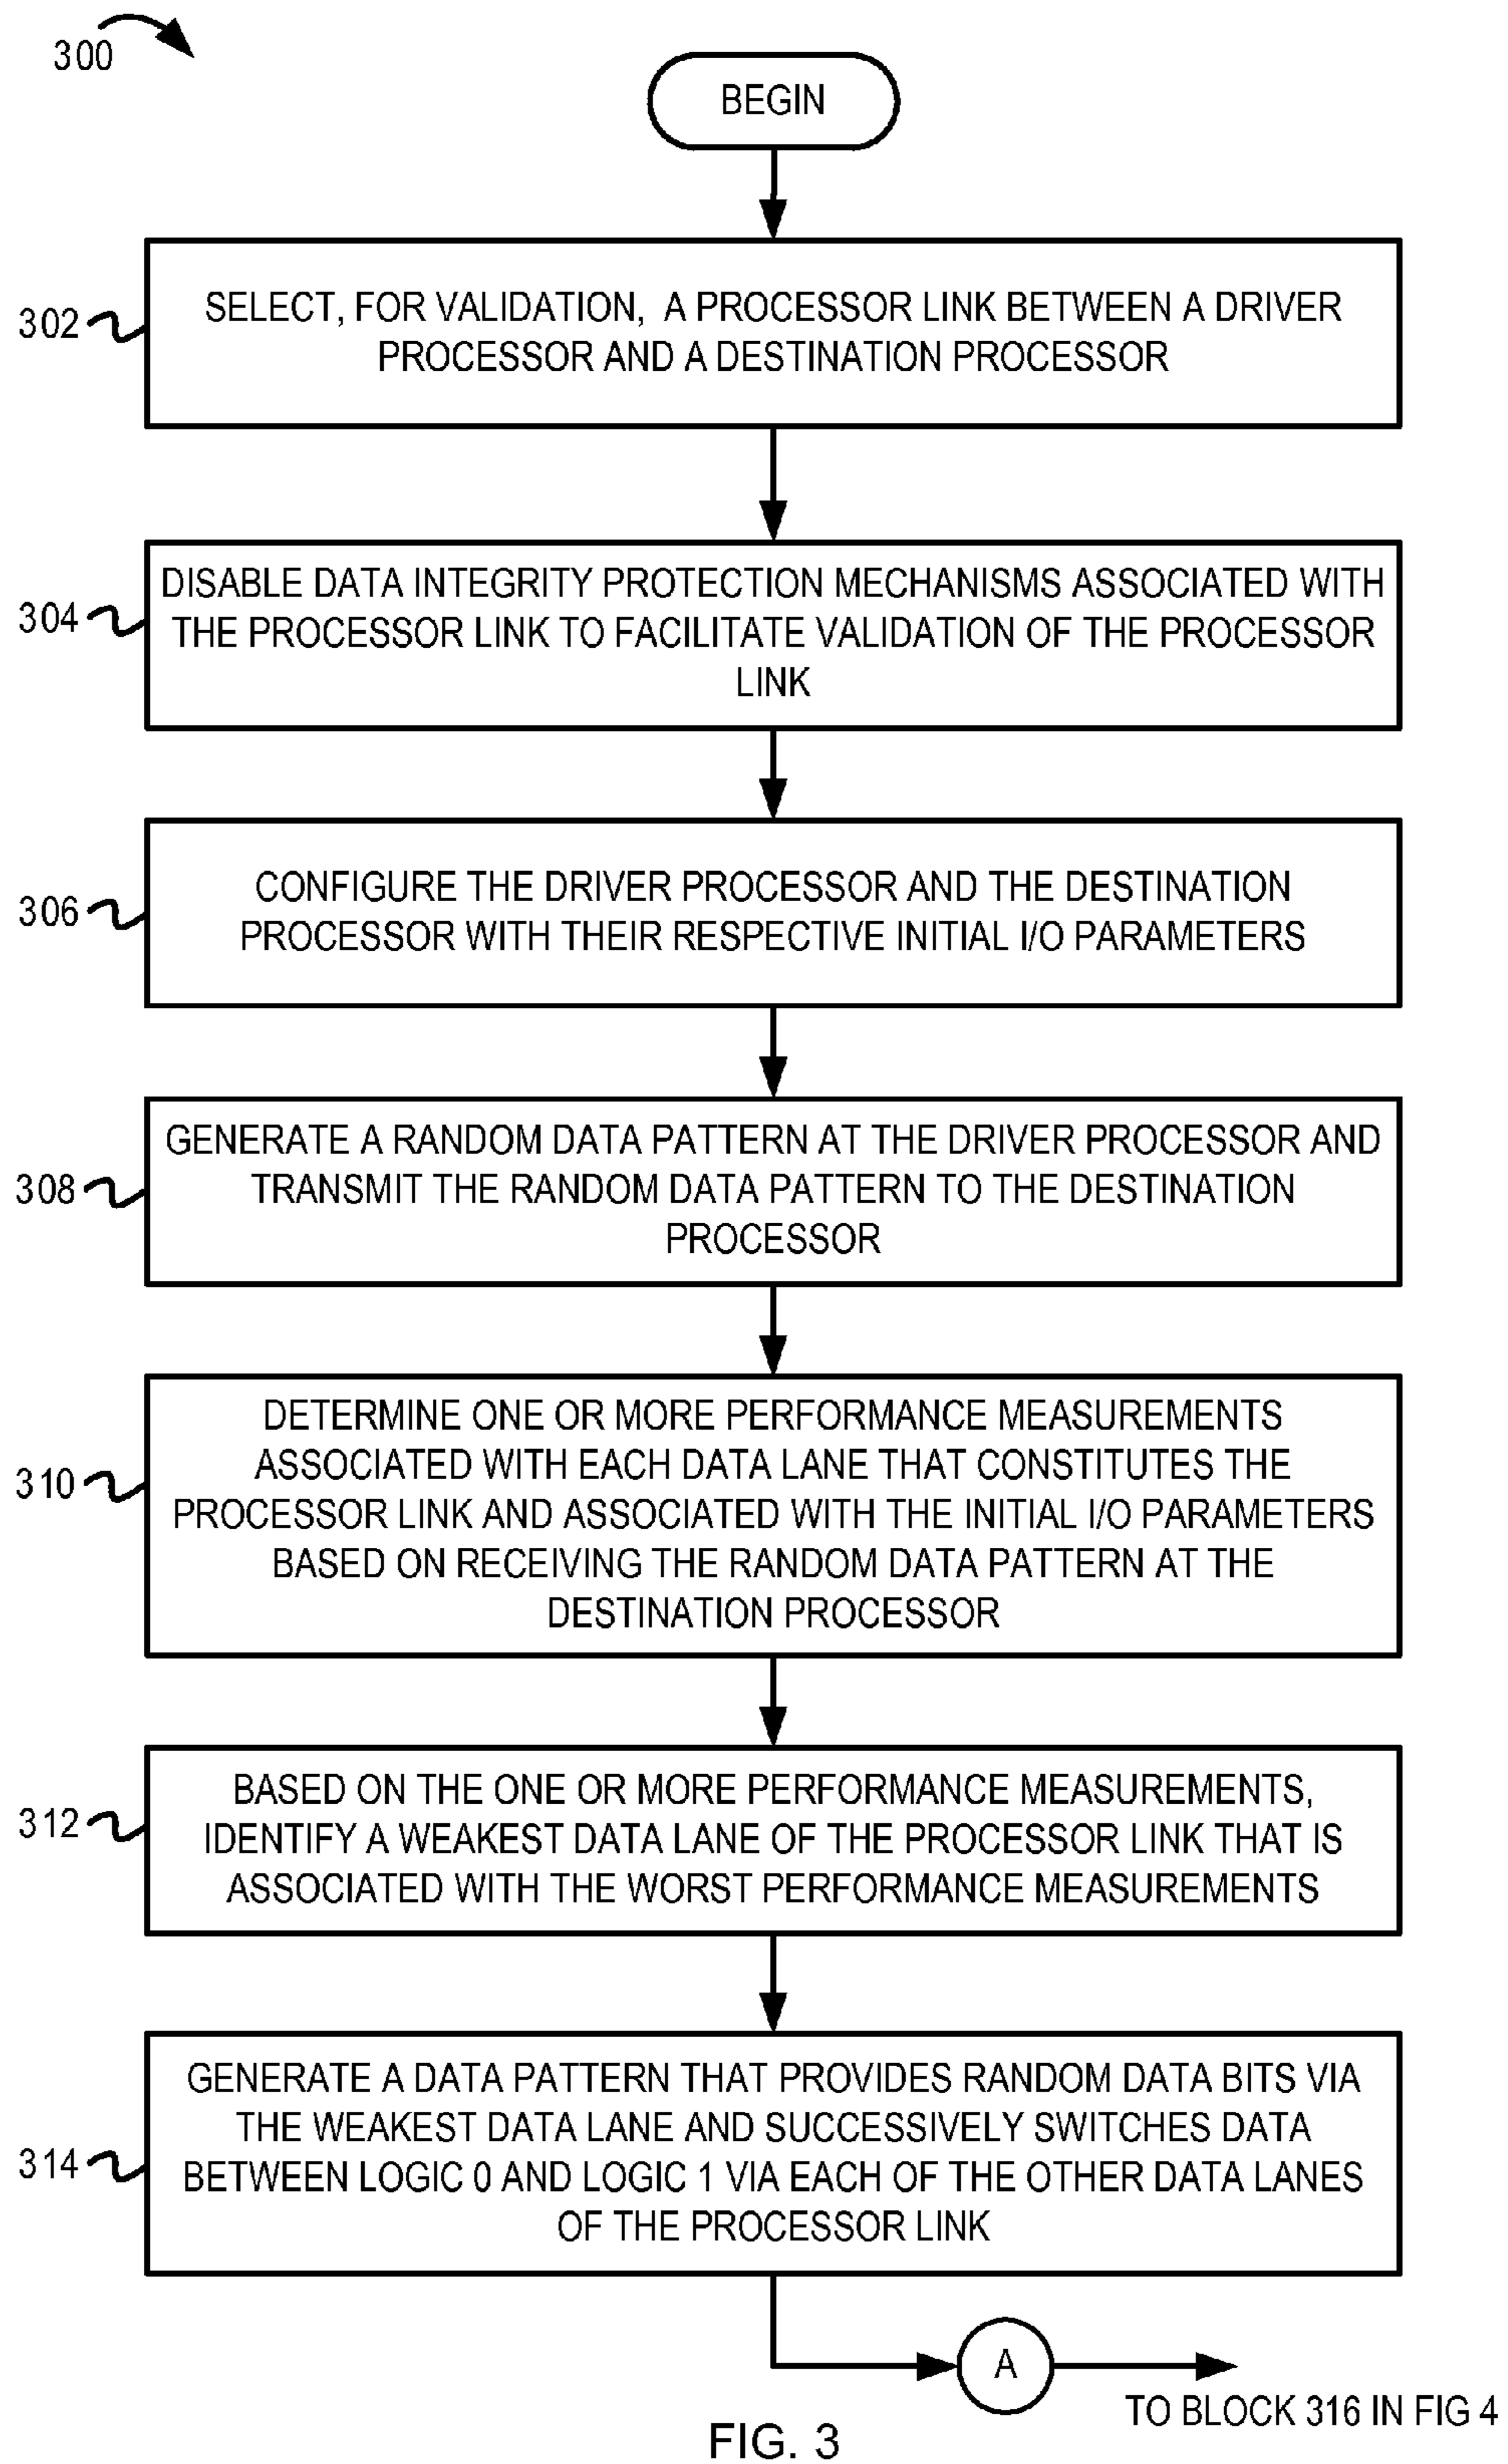 300
BEGIN
302
SELECT, FOR VALIDATION, A PROCESSOR LINK BETWEEN A DRIVER
PROCESSOR AND A DESTINATION PROCESSOR
304
DISABLE DATA INTEGRITY PROTECTION MECHANISMS ASSOCIATED WITH
THE PROCESSOR LINK TO FACILITATE VALIDATION OF THE PROCESSOR
LINK
306
CONFIGURE THE DRIVER PROCESSOR AND THE DESTINATION
PROCESSOR WITH THEIR RESPECTIVE INITIAL I/O PARAMETERS
308
GENERATE A RANDOM DATA PATTERN AT THE DRIVER PROCESSOR AND
TRANSMIT THE RANDOM DATA PATTERN TO THE DESTINATION
PROCESSOR
310
DETERMINE ONE OR MORE PERFORMANCE MEASUREMENTS
ASSOCIATED WITH EACH DATA LANE THAT CONSTITUTES THE
PROCESSOR LINK AND ASSOCIATED WITH THE INITIAL I/O PARAMETERS
BASED ON RECEIVING THE RANDOM DATA PATTERN AT THE
DESTINATION PROCESSOR
312
BASED ON THE ONE OR MORE PERFORMANCE MEASUREMENTS,
IDENTIFY A WEAKEST DATA LANE OF THE PROCESSOR LINK THAT IS
ASSOCIATED WITH THE WORST PERFORMANCE MEASUREMENTS
314
GENERATE A DATA PATTERN THAT PROVIDES RANDOM DATA BITS VIA
THE WEAKEST DATA LANE AND SUCCESSIVELY SWITCHES DATA
BETWEEN LOGIC 0 AND LOGIC 1 VIA EACH OF THE OTHER DATA LANES
OF THE PROCESSOR LINK
A
TO BLOCK 316 IN FIG 4
FIG. 3